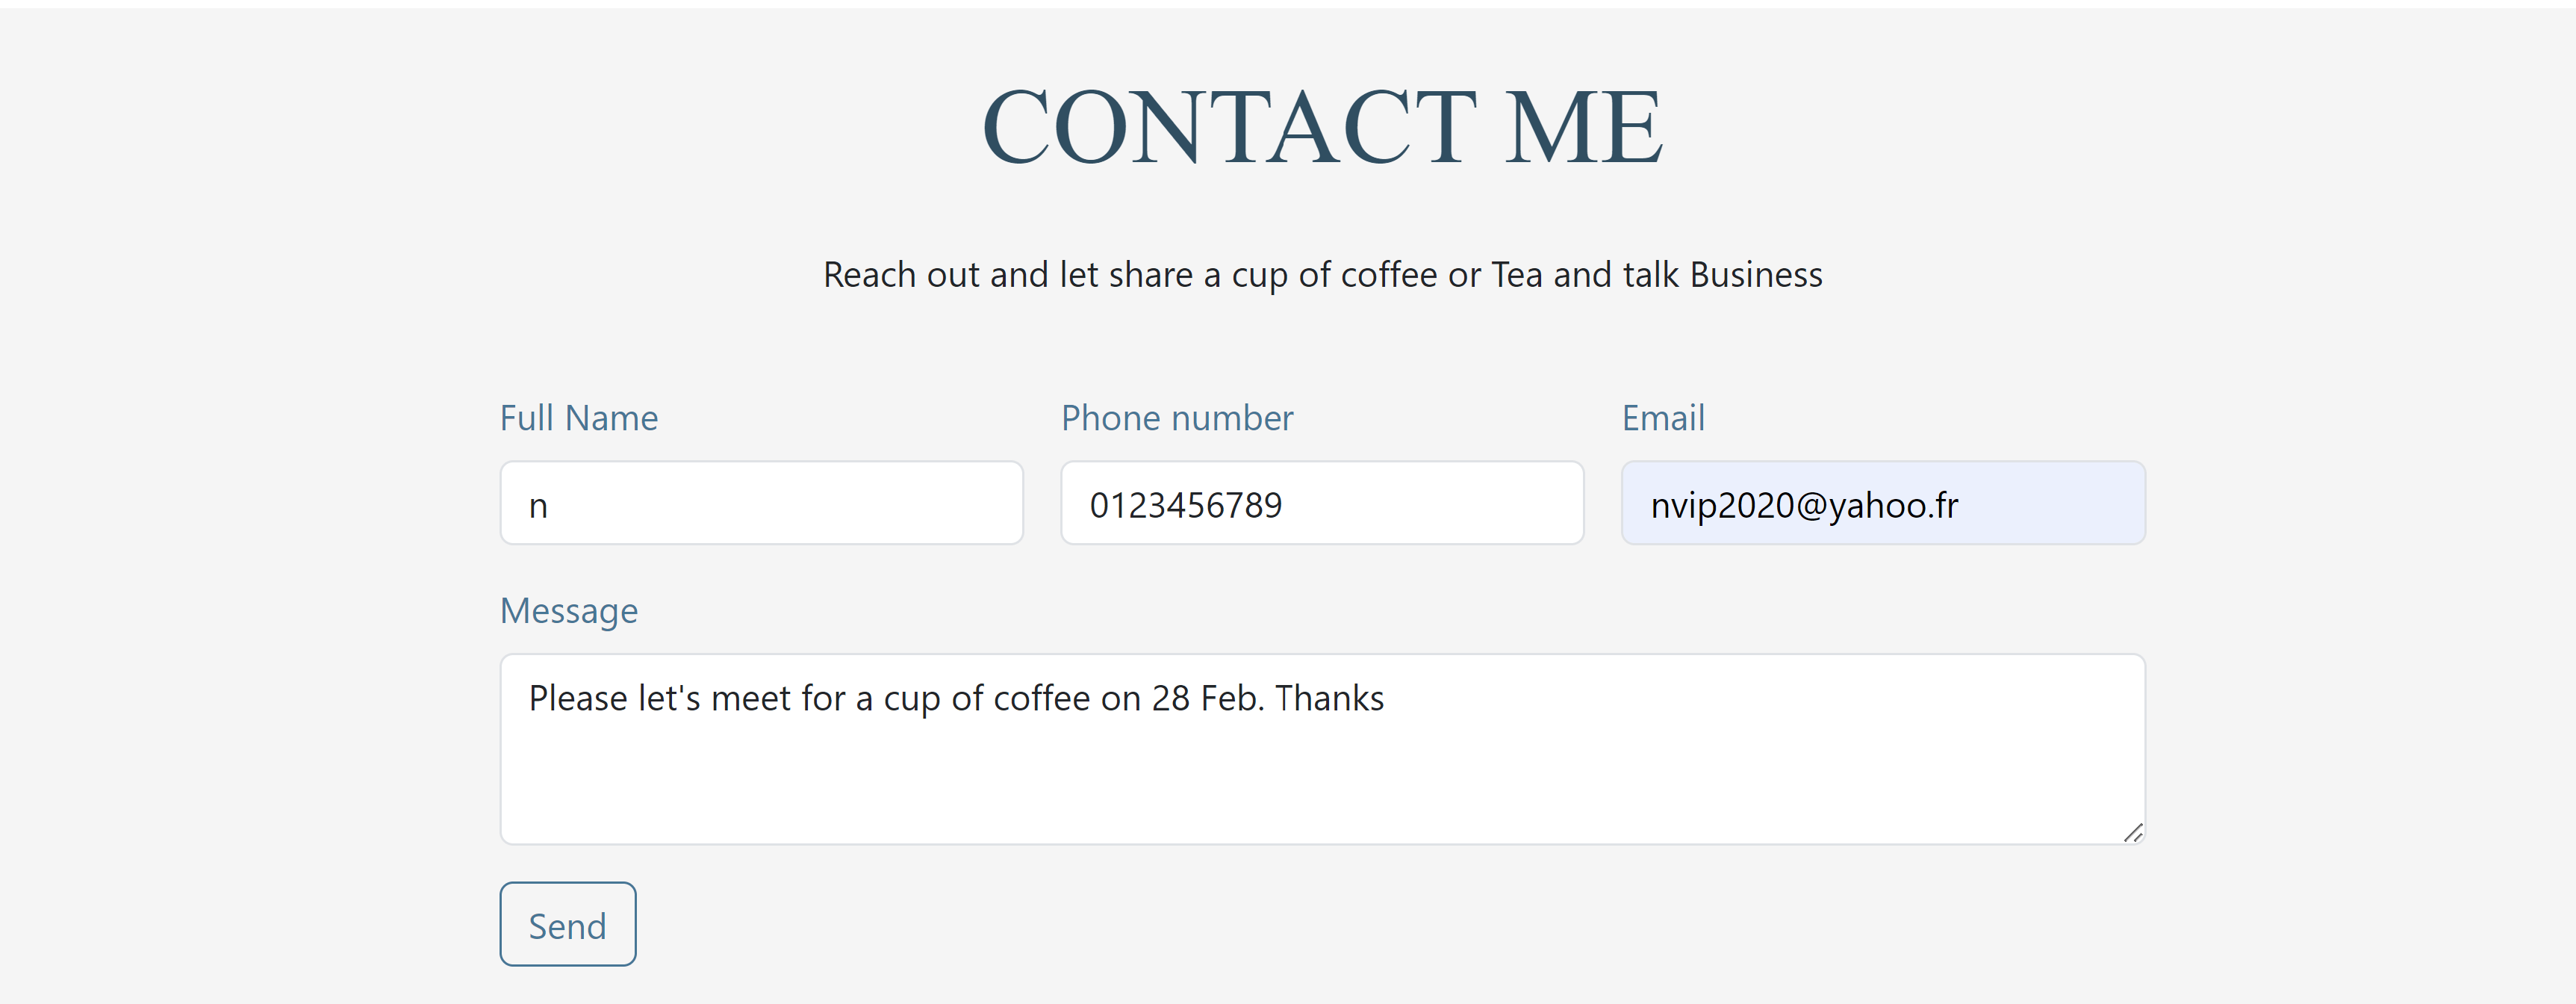 CONTACT ME
Reach out and let share a cup of coffee or Tea and talk Business
Full Name
Phone number
Email
n
0123456789
nvip2020@yahoo.fr
Message
Please let's meet for a cup of coffee on 28 Feb. Thanks
Send